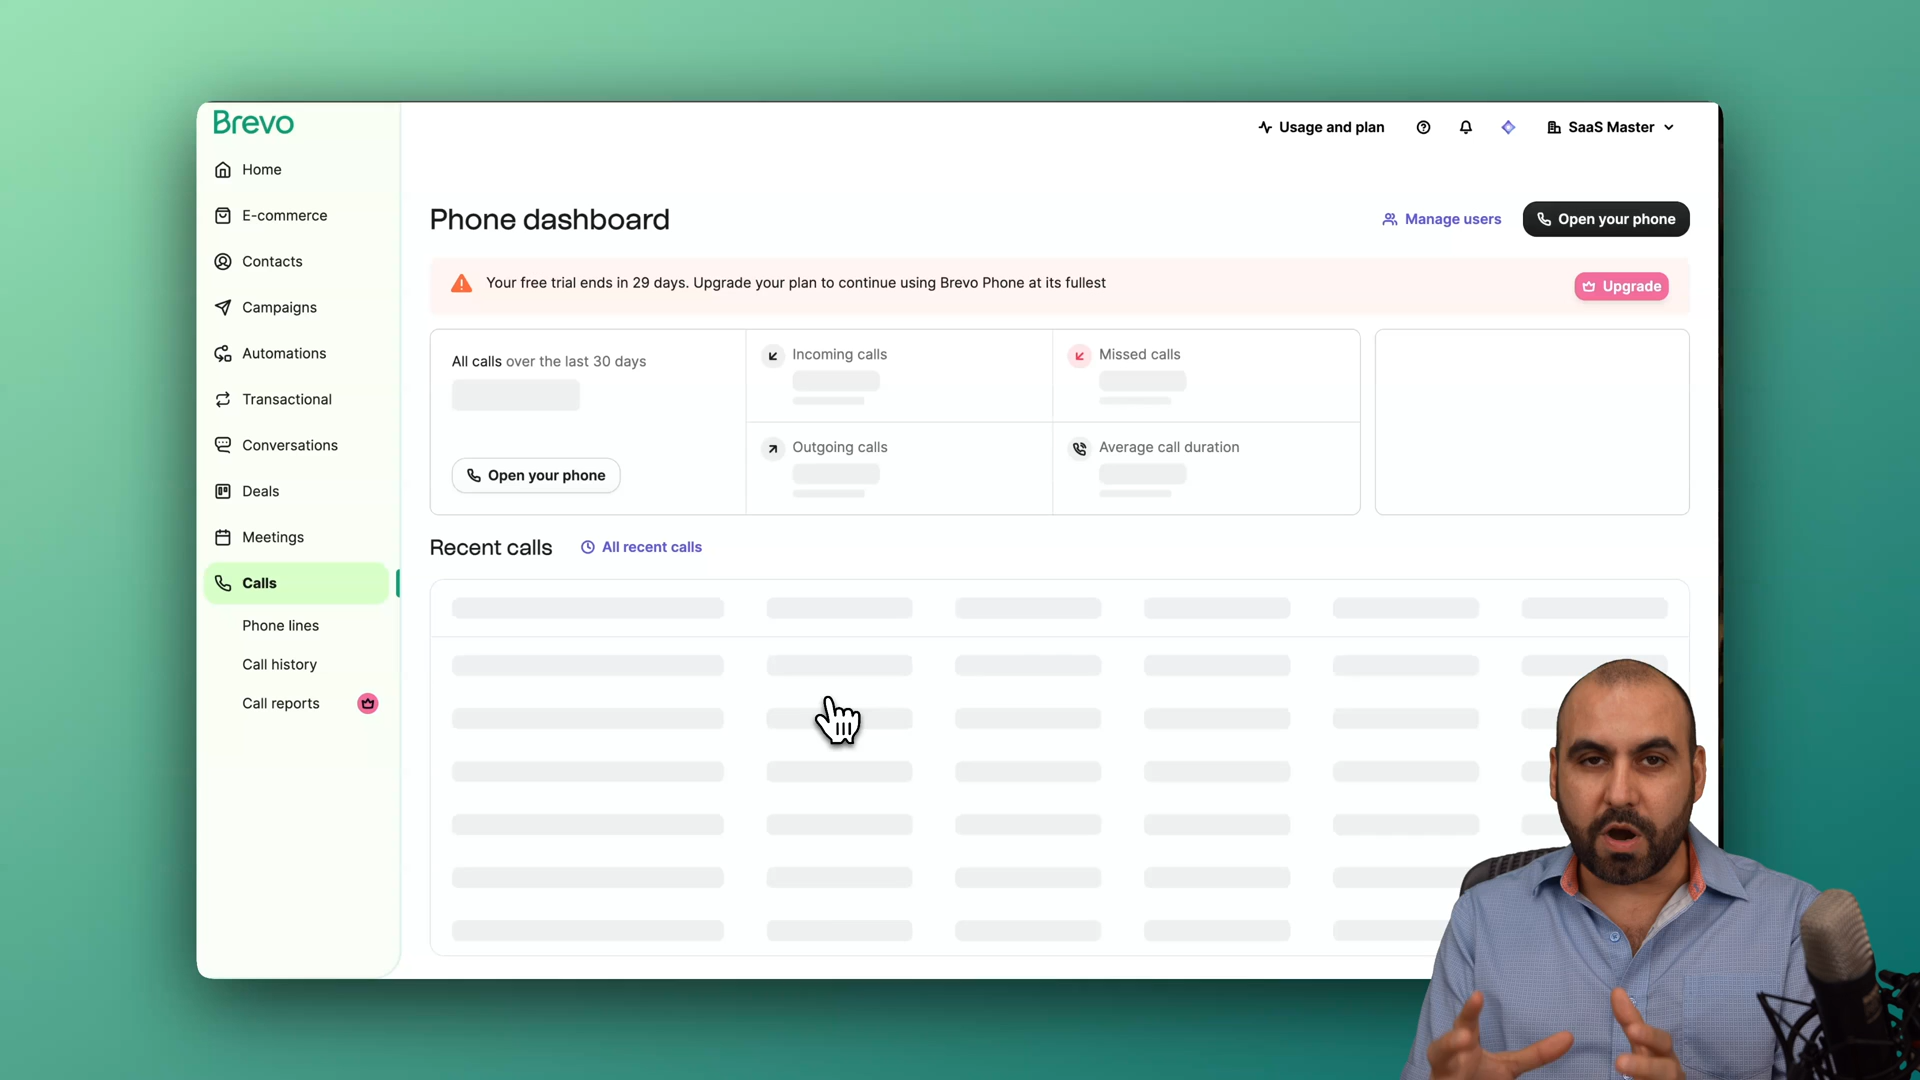 Brevo
Usage and plan
SaaS Master
Home
E-commerce
Contacts
Campaigns
Automations
Transactional
Conversations
Deals
Meetings
Calls
Phone lines
Call history
Call reports
Phone dashboard
Manage users
Open your phone
Your free trial ends in 29 days. Upgrade your plan to continue using Brevo Phone at its fullest
Upgrade
All calls over the last 30 days
Open your phone
Incoming calls
Missed calls
Outgoing calls
Average call duration
Recent calls
All recent calls